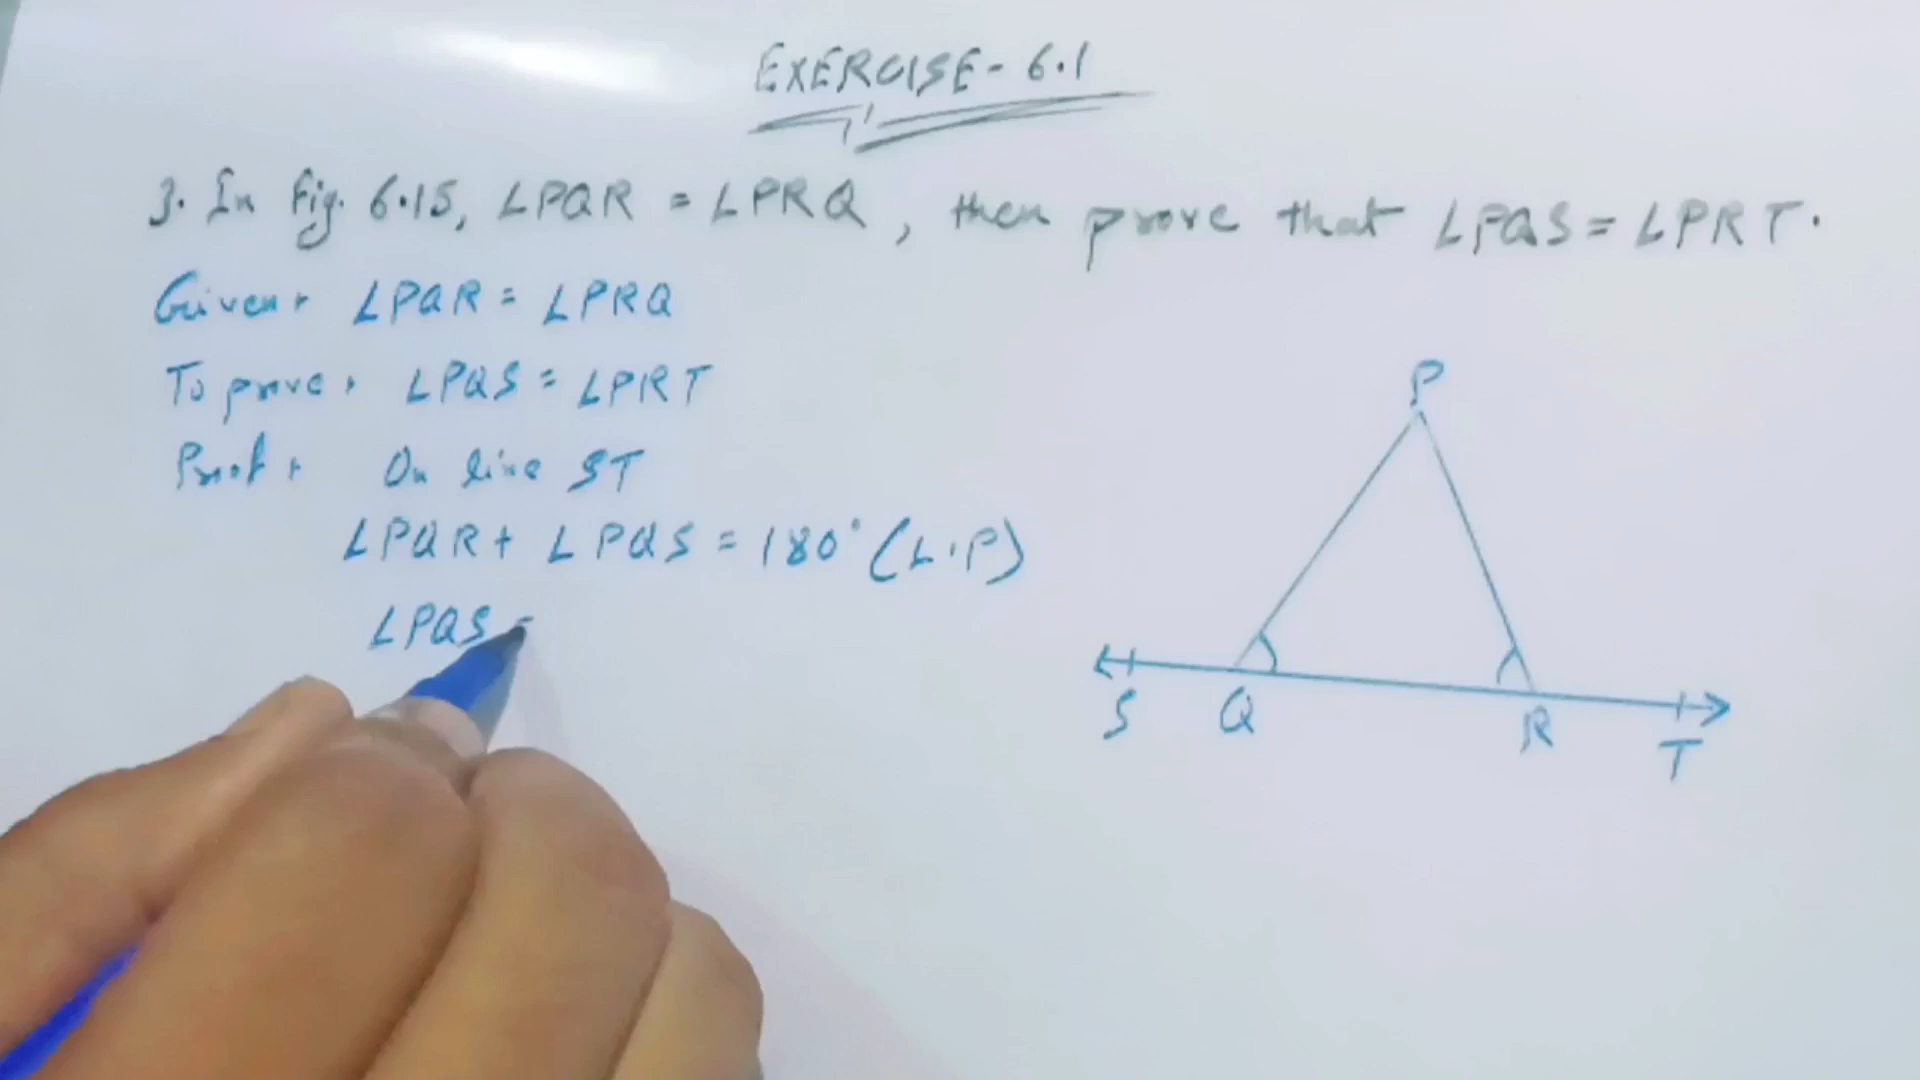 EXERCISE - 6.1
3. In Fig. 6.15, ∠PQR = ∠PRQ, then prove that ∠PQS = ∠PRT.
Given: ∠PQR = ∠PRQ
To prove: ∠PQS = ∠PRT
Proof: On line ST
∠PQR + ∠PQS = 180° (L.P)
∠PQS =
P
S Q R T